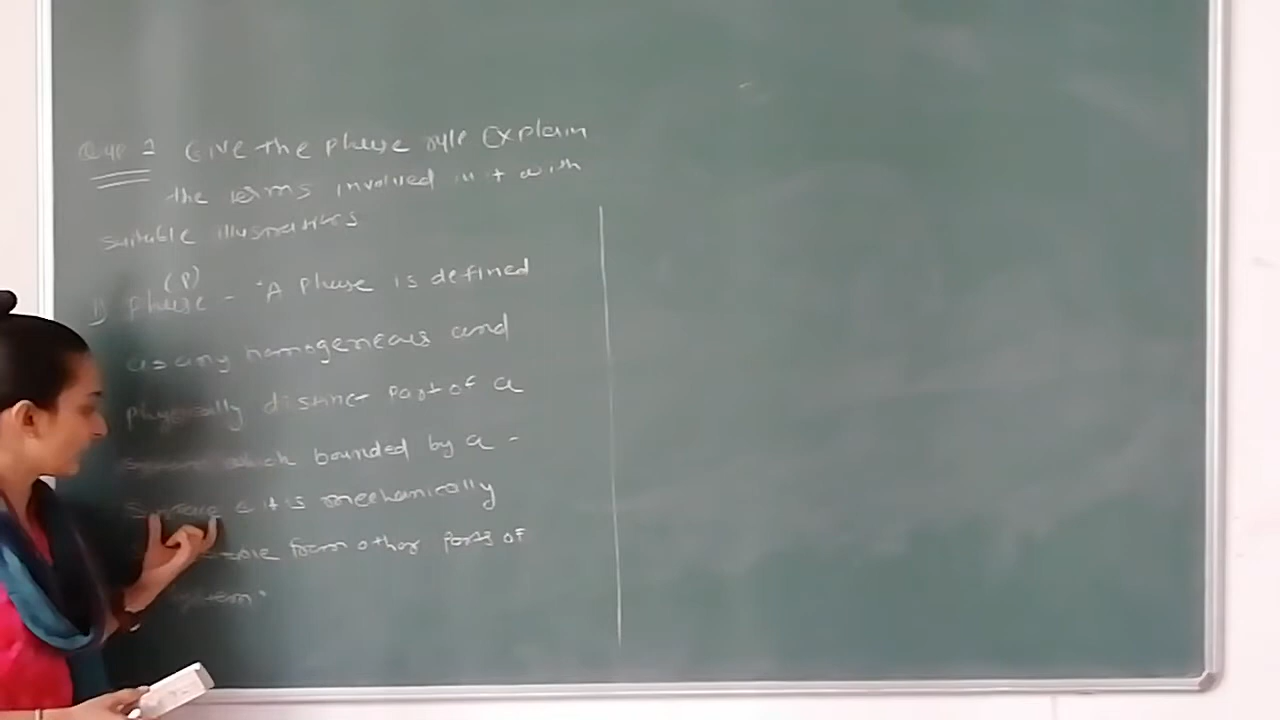 Que 1 Give the phase rule Explain
the terms involved in it with
suitable illustrations
(P)
1) phase - "A phase is defined
as any homogeneous and
physically distinct part of a
which bounded by a -
surface & it is mechanically
from other parts of
system"